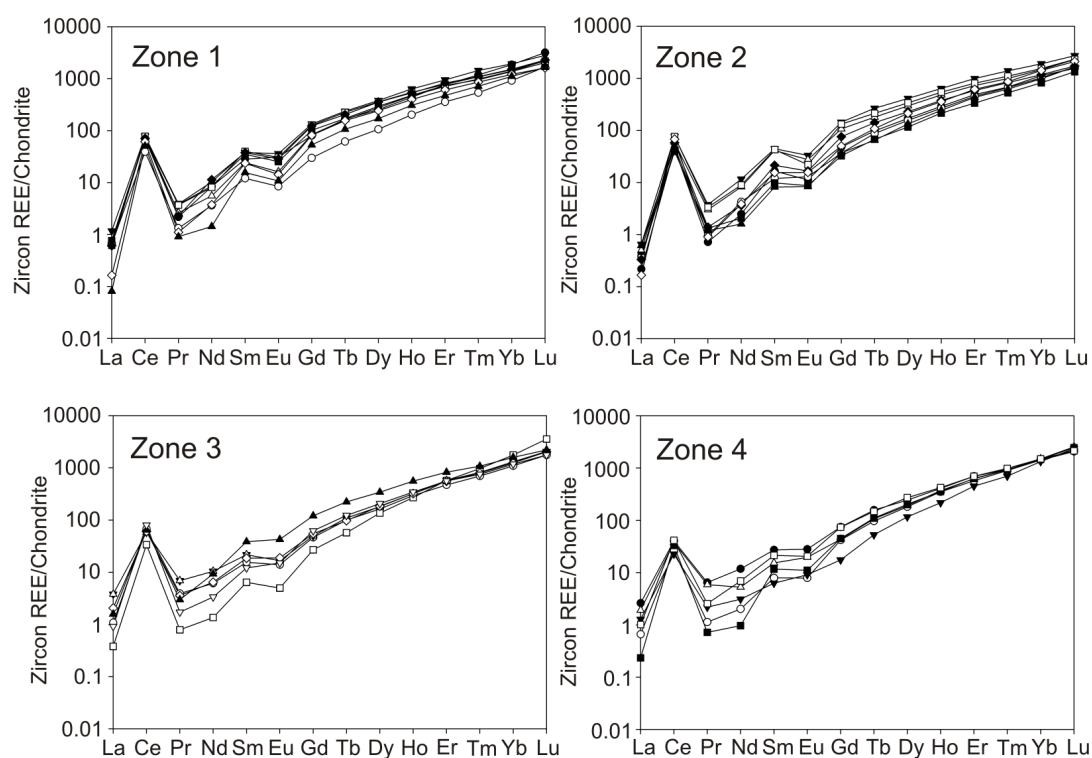 Zone 1
Zircon REE/Chondrite
10000
1000
100
10
1
0.1
0.01
La Ce Pr Nd Sm Eu Gd Tb Dy Ho Er Tm Yb Lu
Zone 2
Zircon REE/Chondrite
10000
1000
100
10
1
0.1
0.01
La Ce Pr Nd Sm Eu Gd Tb Dy Ho Er Tm Yb Lu
Zone 3
Zircon REE/Chondrite
10000
1000
100
10
1
0.1
0.01
La Ce Pr Nd Sm Eu Gd Tb Dy Ho Er Tm Yb Lu
Zone 4
Zircon REE/Chondrite
10000
1000
100
10
1
0.1
0.01
La Ce Pr Nd Sm Eu Gd Tb Dy Ho Er Tm Yb Lu